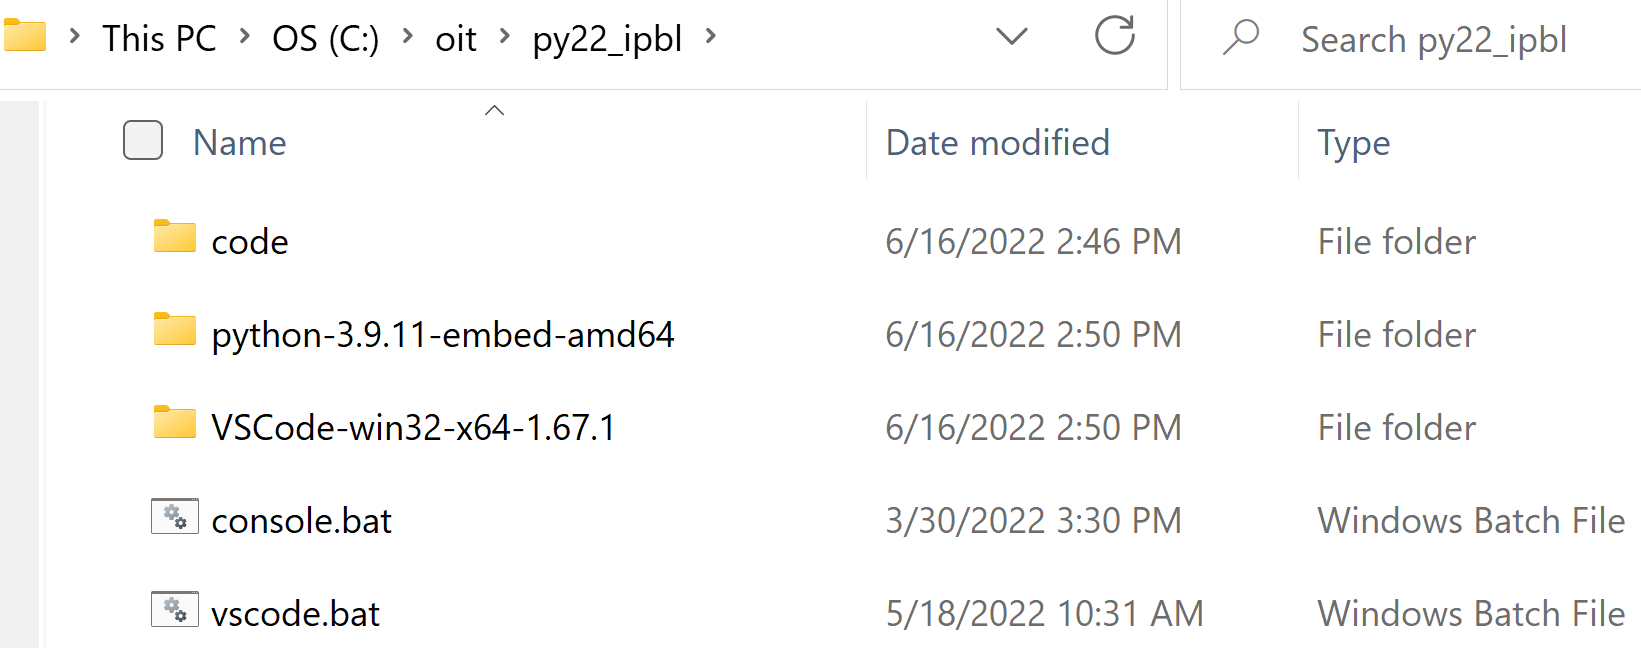 This PC > OS (C:) > oit > py22_ipbl > Search py22_ipbl
Name Date modified Type
code 6/16/2022 2:46 PM File folder
python-3.9.11-embed-amd64 6/16/2022 2:50 PM File folder
VSCode-win32-x64-1.67.1 6/16/2022 2:50 PM File folder
console.bat 3/30/2022 3:30 PM Windows Batch File
vscode.bat 5/18/2022 10:31 AM Windows Batch File